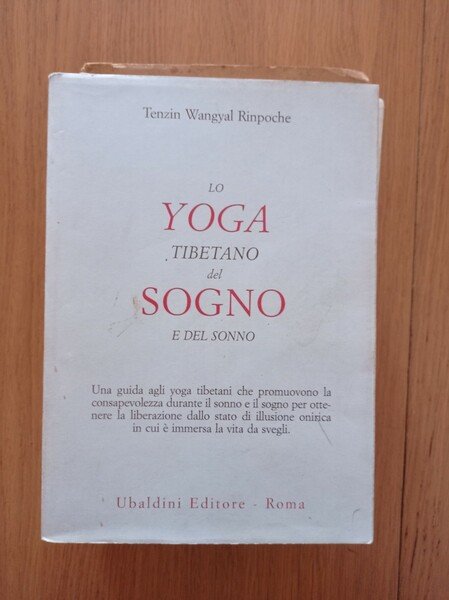 Tenzin Wangyal Rinpoche
LO
YOGA
TIBETANO
del
SOGNO
E DEL SONNO
Una guida agli yoga tibetani che promuovono la
consapevolezza durante il sonno e il sogno per otte-
nere la liberazione dallo stato di illusione onirica
in cui è immersa la vita da svegli.
Ubaldini Editore - Roma